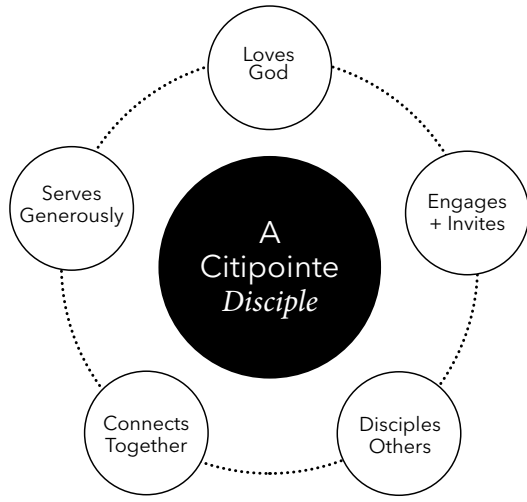 Loves
God
Serves
Generously
Engages
+ Invites
A
Citipointe
Disciple
Connects
Together
Disciples
Others